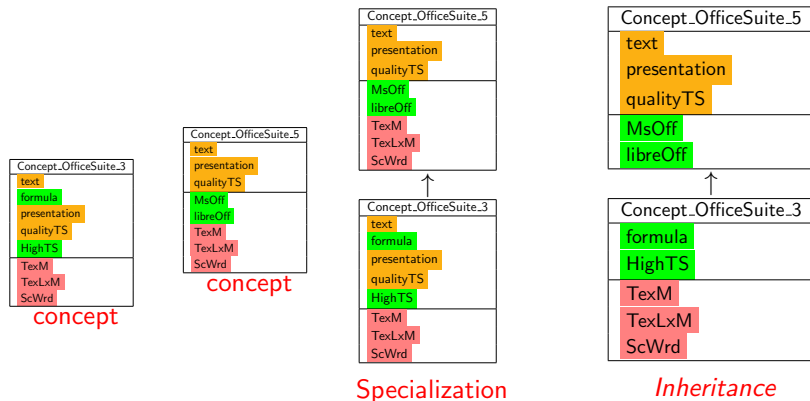 Concept_OfficeSuite_3
text
formula
presentation
qualityTS
HighTS
TexM
TexLxM
ScWrd
concept
Concept_OfficeSuite_5
text
presentation
qualityTS
MsOff
libreOff
TexM
TexLxM
ScWrd
concept
Concept_OfficeSuite_5
text
presentation
qualityTS
MsOff
libreOff
TexM
TexLxM
ScWrd
Concept_OfficeSuite_3
text
formula
presentation
qualityTS
HighTS
TexM
TexLxM
ScWrd
Specialization
Concept_OfficeSuite_5
text
presentation
qualityTS
MsOff
libreOff
Concept_OfficeSuite_3
formula
HighTS
TexM
TexLxM
ScWrd
Inheritance